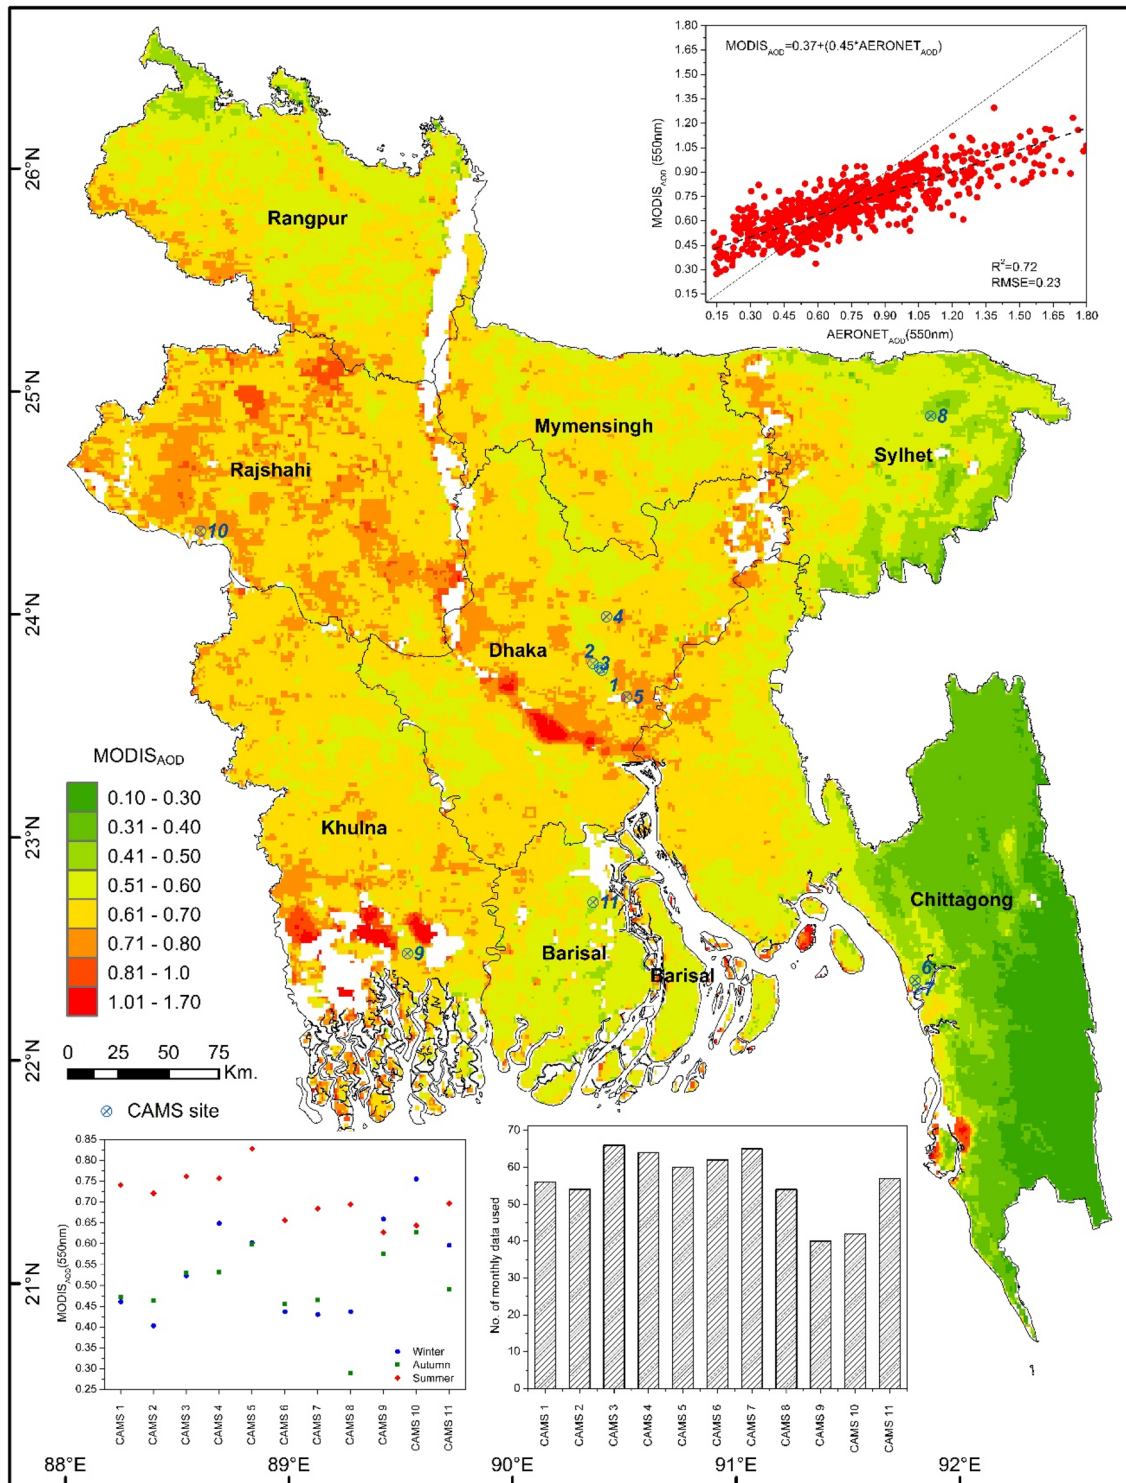 1.80
MODIS_AOD=0.37+(0.45*AERONET_AOD)
1.65
1.50
1.35
1.20
1.05
0.90
0.75
0.60
0.45
0.30
0.15
MODIS_AOD (550nm)
R²=0.72
RMSE=0.23
0.15 0.30 0.45 0.60 0.75 0.90 1.05 1.20 1.35 1.50 1.65 1.80
AERONET_AOD(550nm)
26°N
Rangpur
25°N
8
Mymensingh
Sylhet
Rajshahi
10
24°N
4
Dhaka
2
3
1
5
MODIS_AOD
0.10 - 0.30
0.31 - 0.40
0.41 - 0.50
0.51 - 0.60
0.61 - 0.70
0.71 - 0.80
0.81 - 1.0
1.01 - 1.70
23°N
Khulna
Chittagong
11
9
Barisal
Barisal
6
7
22°N
0 25 50 75
Km.
CAMS site
21°N
0.85
0.80
0.75
0.70
0.65
0.60
0.55
0.50
0.45
0.40
0.35
0.30
0.25
MODIS_AOD(550nm)
Winter
Autumn
Summer
CAMS 1
CAMS 2
CAMS 3
CAMS 4
CAMS 5
CAMS 6
CAMS 7
CAMS 8
CAMS 9
CAMS 10
CAMS 11
70
60
50
40
30
20
10
0
No. of monthly data used
CAMS 1
CAMS 2
CAMS 3
CAMS 4
CAMS 5
CAMS 6
CAMS 7
CAMS 8
CAMS 9
CAMS 10
CAMS 11
88°E 89°E 90°E 91°E 92°E